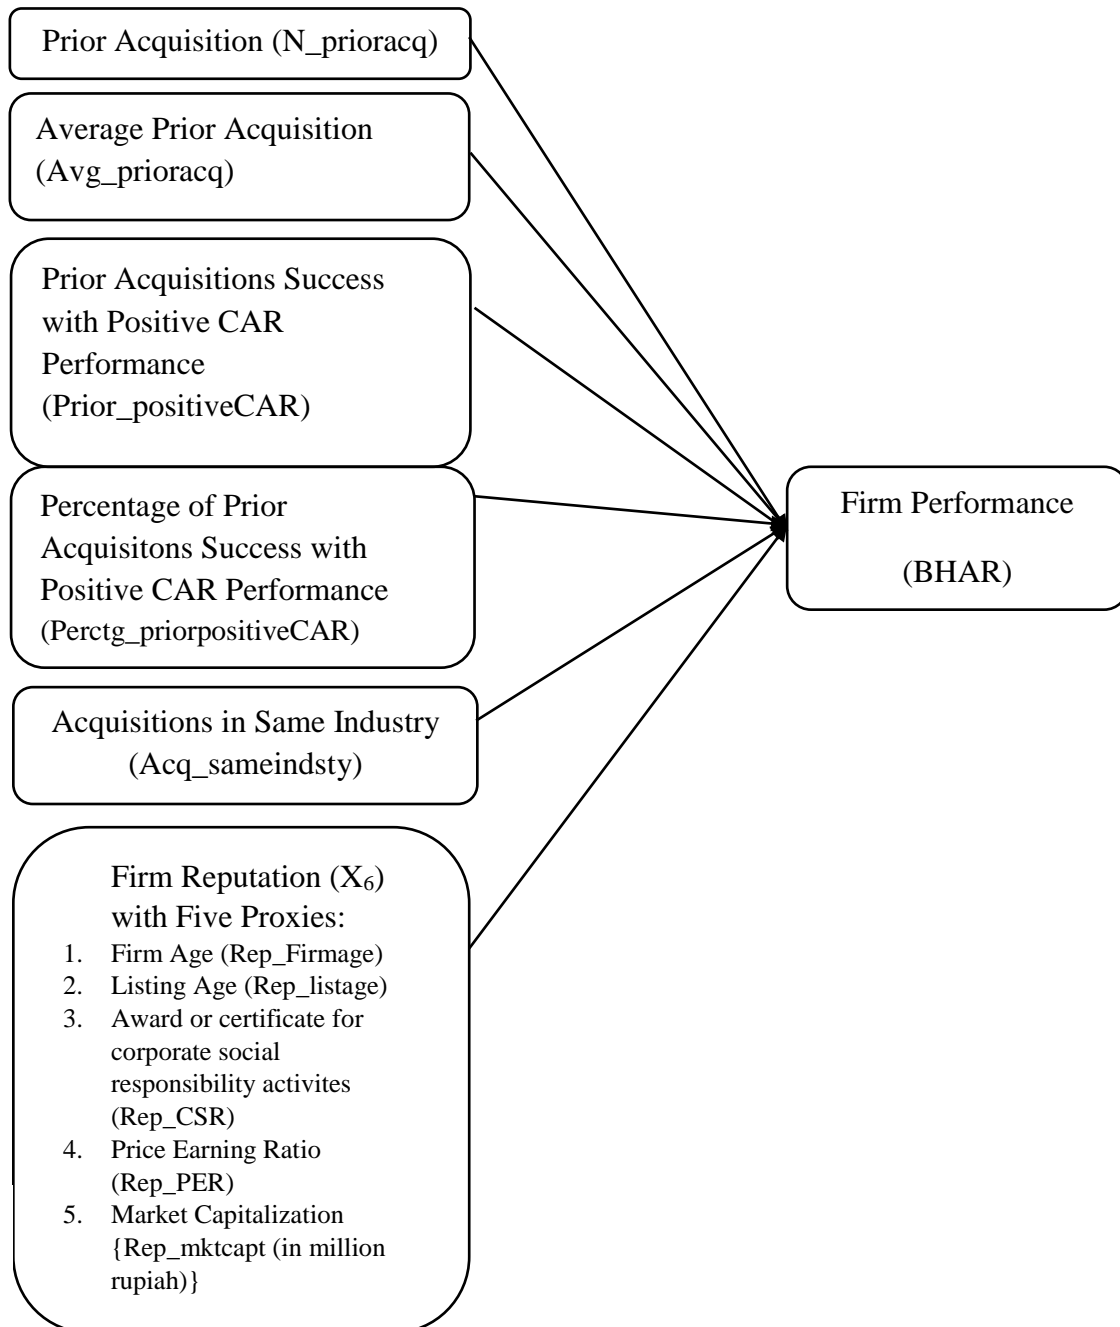 Prior Acquisition (N_prioracq)
Average Prior Acquisition
(Avg_prioracq)
Prior Acquisitions Success
with Positive CAR
Performance
(Prior_positiveCAR)
Percentage of Prior
Acquisitons Success with
Positive CAR Performance
(Perctg_priorpositiveCAR)
Acquisitions in Same Industry
(Acq_sameindsty)
Firm Reputation (X₆)
with Five Proxies:
1. Firm Age (Rep_Firmage)
2. Listing Age (Rep_listage)
3. Award or certificate for
corporate social
responsibility activites
(Rep_CSR)
4. Price Earning Ratio
(Rep_PER)
5. Market Capitalization
{Rep_mktcapt (in million
rupiah)}
Firm Performance
(BHAR)